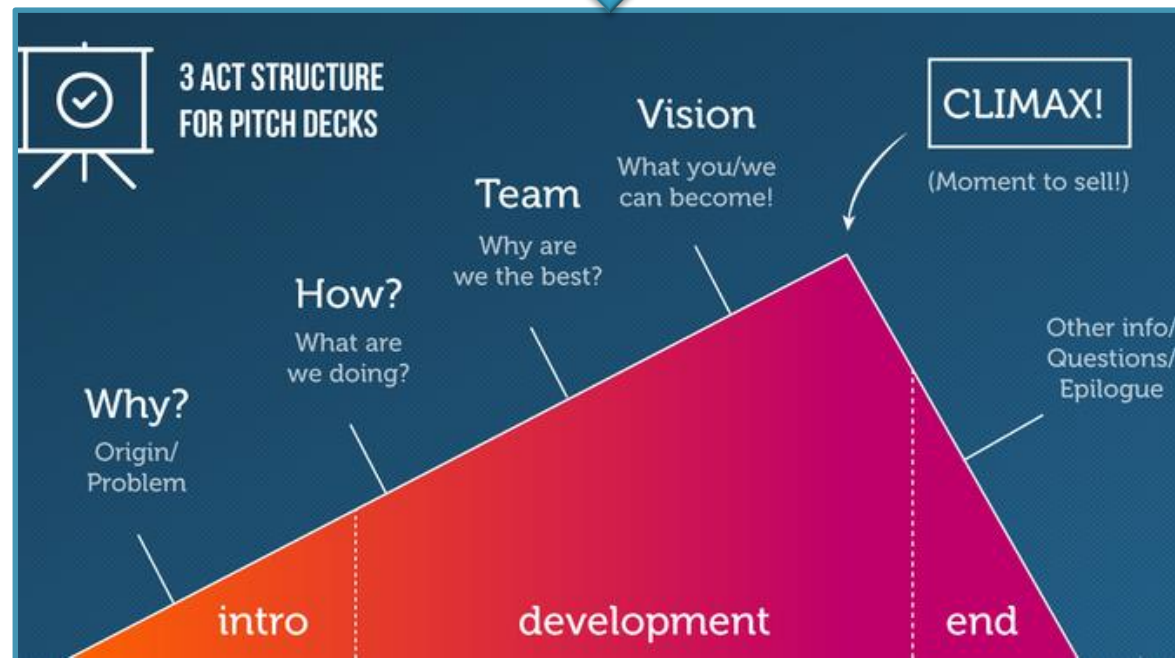 3 ACT STRUCTURE
FOR PITCH DECKS
Why?
Origin/
Problem
How?
What are
we doing?
Team
Why are
we the best?
Vision
What you/we
can become!
CLIMAX!
(Moment to sell!)
Other info/
Questions/
Epilogue
intro
development
end